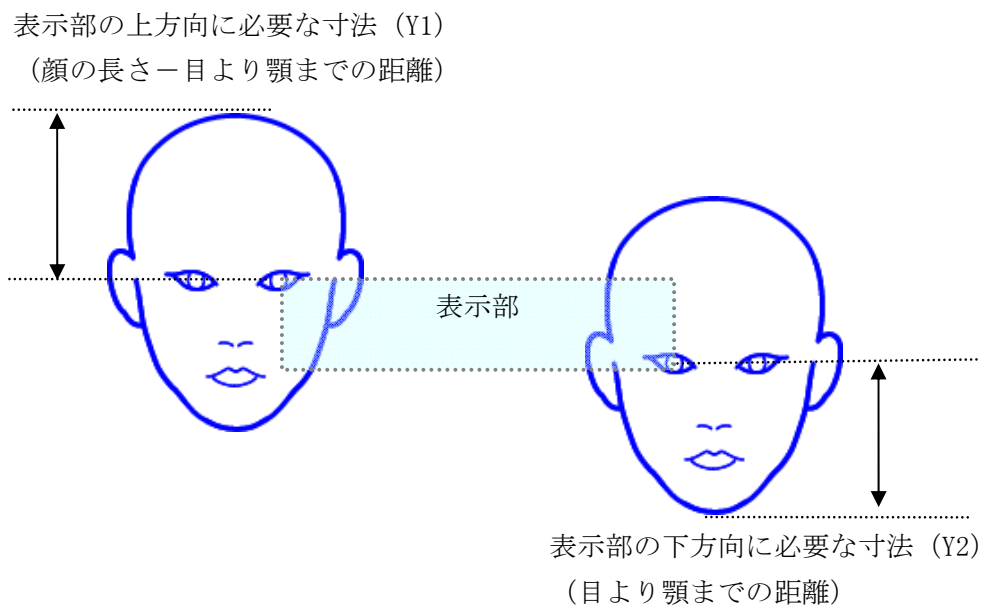 表示部の上方向に必要な寸法（Y1）
（顔の長さ－目より顎までの距離）
表示部
表示部の下方向に必要な寸法（Y2）
（目より顎までの距離）